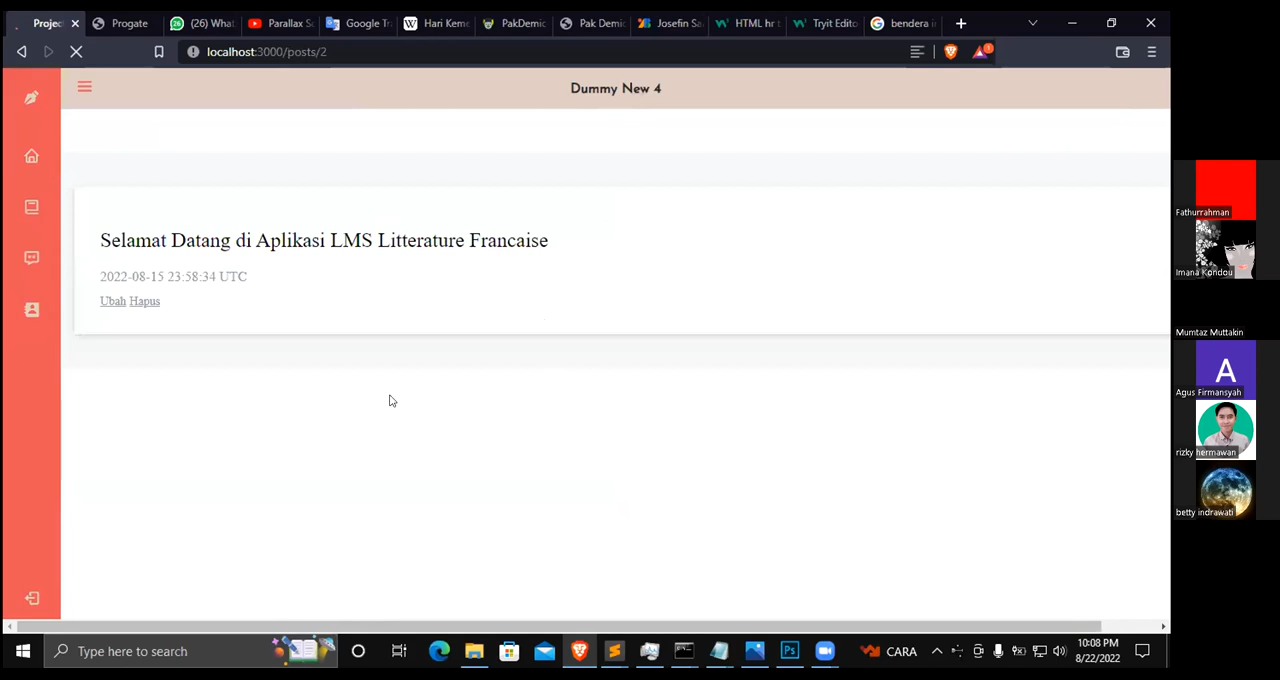 Project
Progate
(26) What
Parallax S
Google Tr
Hari Keme
PakDemic
Pak Demic
Josefin Sa
HTML hr t
Tryit Edito
bendera i
localhost:3000/posts/2
1
Dummy New 4
Selamat Datang di Aplikasi LMS Litterature Francaise
2022-08-15 23:58:34 UTC
Ubah Hapus
Fathurrahman
Imana Kondou
Mumtaz Muttakin
A
Agus Firmansyah
rizky hermawan
betty indrawati
Type here to search
Ps
CARA
10:08 PM
8/22/2022